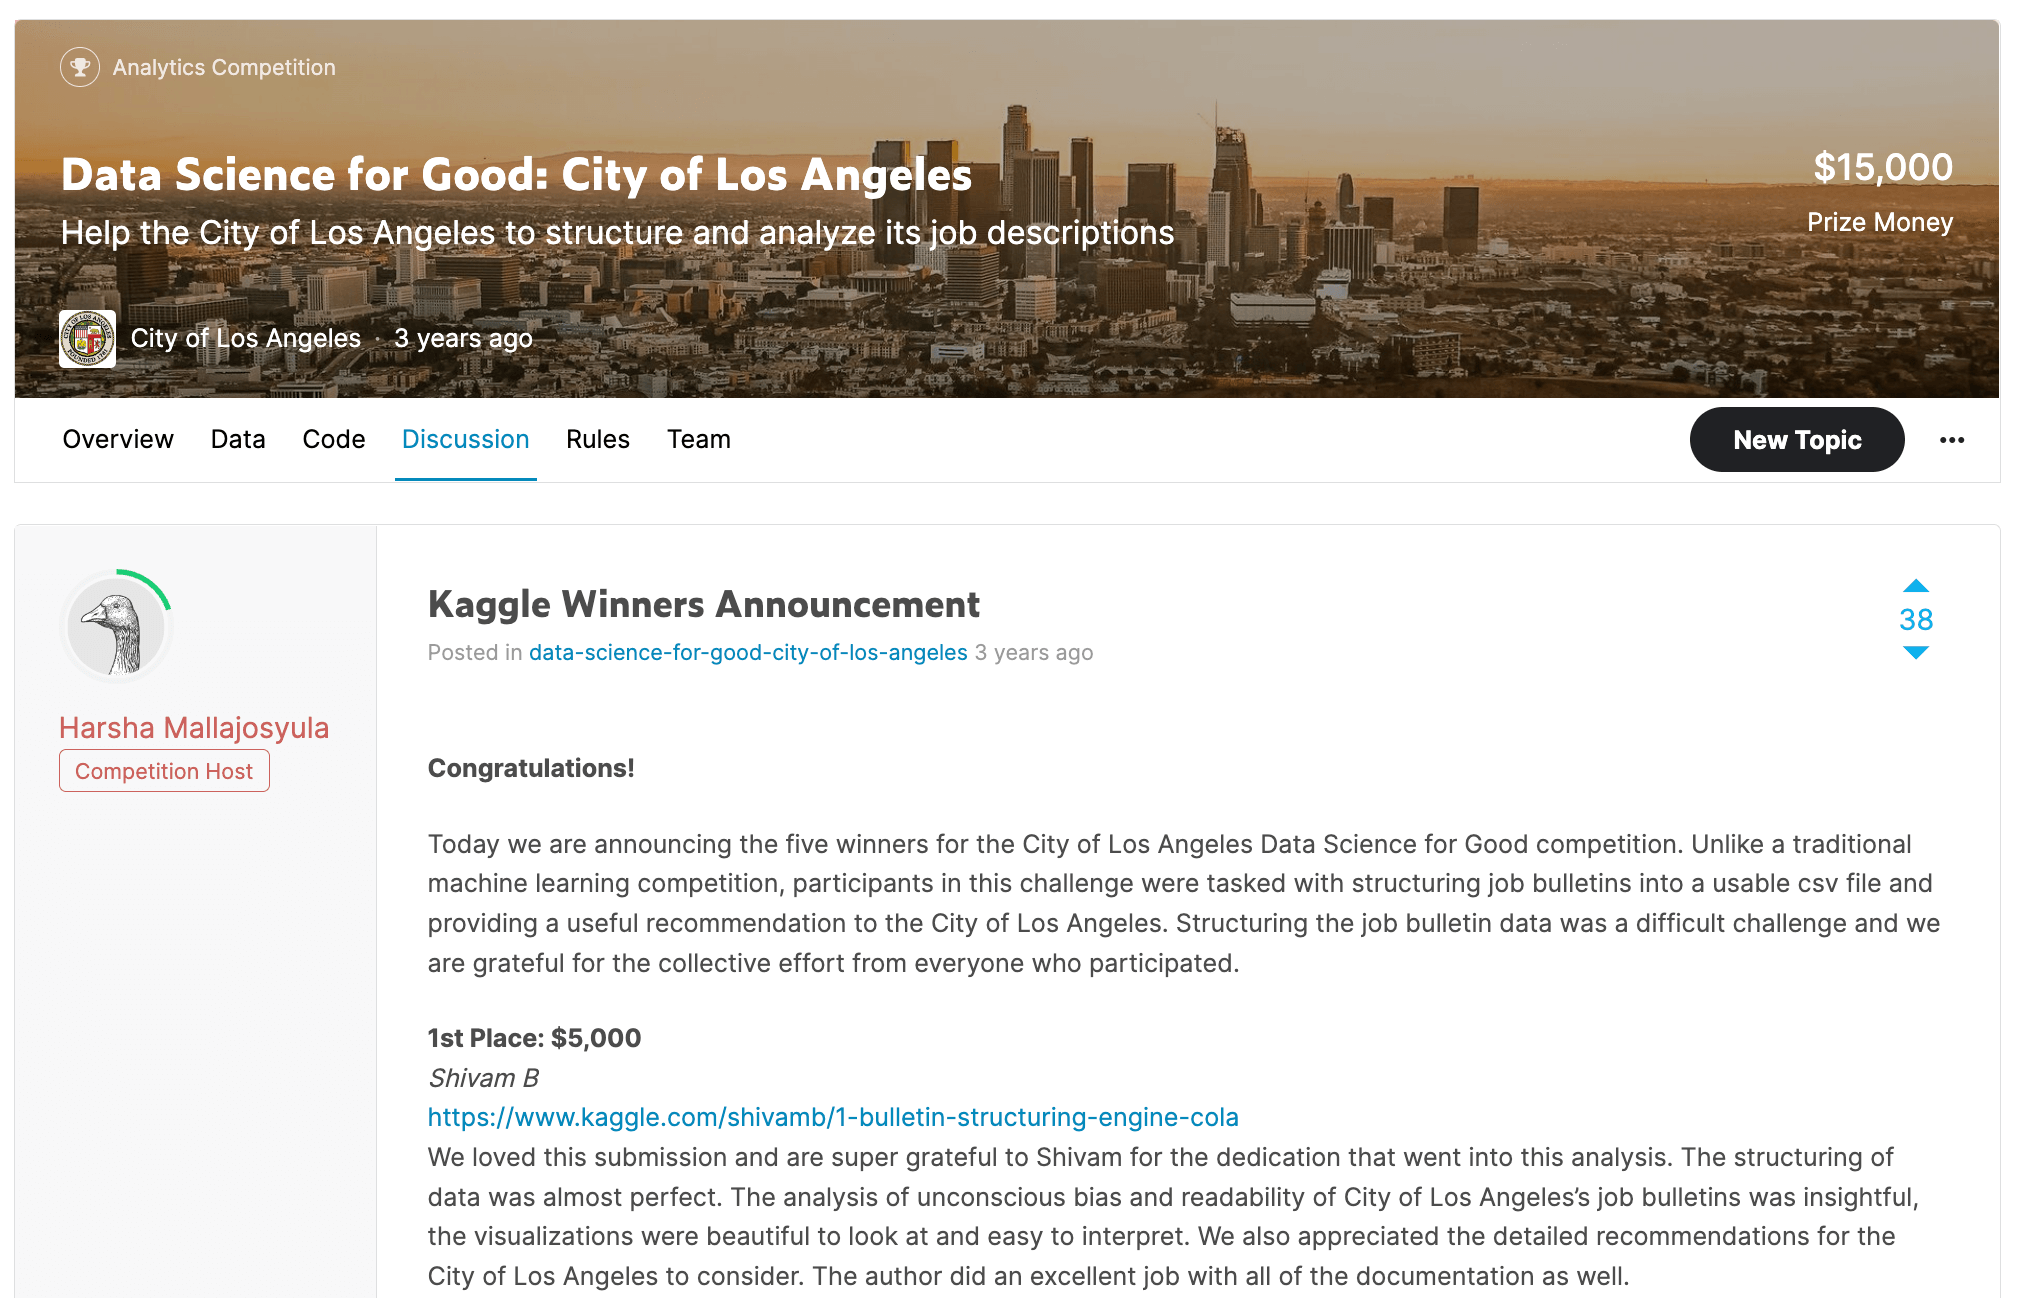 Analytics Competition
Data Science for Good: City of Los Angeles
$15,000
Help the City of Los Angeles to structure and analyze its job descriptions
Prize Money
City of Los Angeles · 3 years ago
Overview Data Code Discussion Rules Team New Topic
Kaggle Winners Announcement
38
Posted in data-science-for-good-city-of-los-angeles 3 years ago
Harsha Mallajosyula
Competition Host
Congratulations!
Today we are announcing the five winners for the City of Los Angeles Data Science for Good competition. Unlike a traditional
machine learning competition, participants in this challenge were tasked with structuring job bulletins into a usable csv file and
providing a useful recommendation to the City of Los Angeles. Structuring the job bulletin data was a difficult challenge and we
are grateful for the collective effort from everyone who participated.
1st Place: $5,000
Shivam B
https://www.kaggle.com/shivamb/1-bulletin-structuring-engine-cola
We loved this submission and are super grateful to Shivam for the dedication that went into this analysis. The structuring of
data was almost perfect. The analysis of unconscious bias and readability of City of Los Angeles’s job bulletins was insightful,
the visualizations were beautiful to look at and easy to interpret. We also appreciated the detailed recommendations for the
City of Los Angeles to consider. The author did an excellent job with all of the documentation as well.